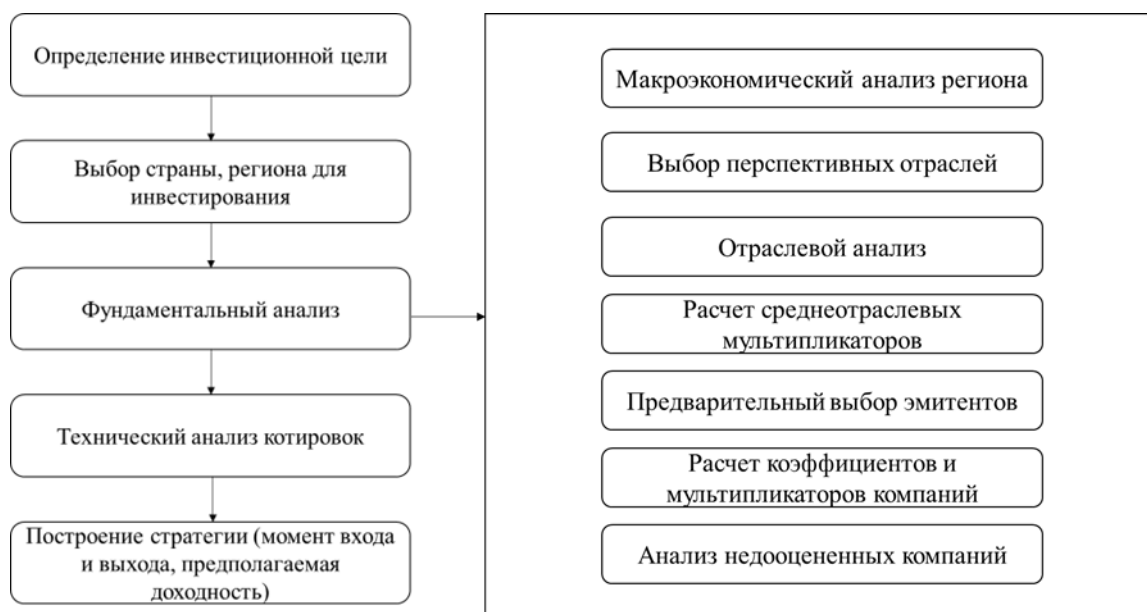 Определение инвестиционной цели
Выбор страны, региона для
инвестирования
Фундаментальный анализ
Технический анализ котировок
Построение стратегии (момент входа
и выхода, предполагаемая
доходность)
Макроэкономический анализ региона
Выбор перспективных отраслей
Отраслевой анализ
Расчет среднеотраслевых
мультипликаторов
Предварительный выбор эмитентов
Расчет коэффициентов и
мультипликаторов компаний
Анализ недооцененных компаний